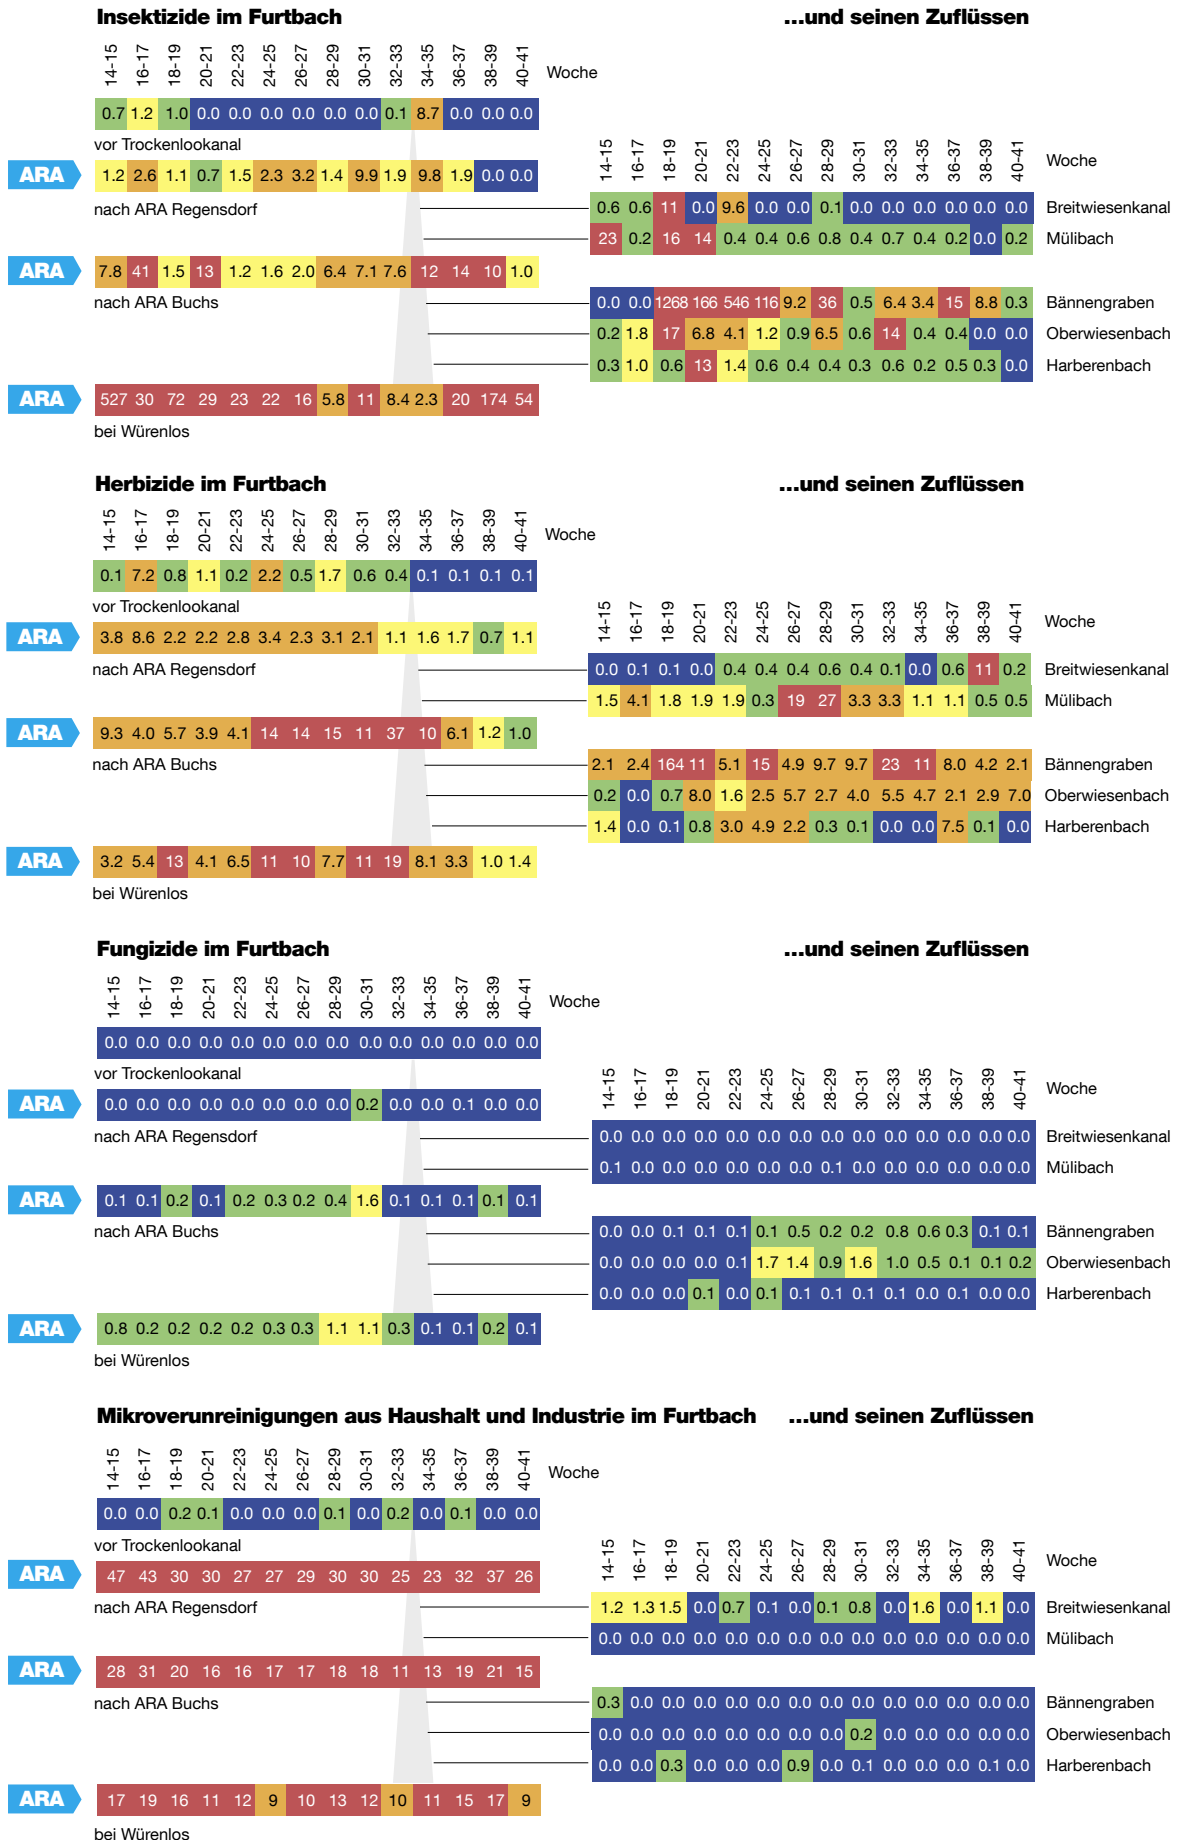 Insektizide im Furtbach
...und seinen Zuflüssen
14-15 16-17 18-19 20-21 22-23 24-25 26-27 28-29 30-31 32-33 34-35 36-37 38-39 40-41 Woche
0.7 1.2 1.0 0.0 0.0 0.0 0.0 0.0 0.0 0.1 8.7 0.0 0.0 0.0
vor Trockenlookanal
ARA 1.2 2.6 1.1 0.7 1.5 2.3 3.2 1.4 9.9 1.9 9.8 1.9 0.0 0.0
nach ARA Regensdorf
14-15 16-17 18-19 20-21 22-23 24-25 26-27 28-29 30-31 32-33 34-35 36-37 38-39 40-41 Woche
0.6 0.6 11 0.0 9.6 0.0 0.0 0.1 0.0 0.0 0.0 0.0 0.0 0.0 Breitwiesenkanal
23 0.2 16 14 0.4 0.4 0.6 0.8 0.4 0.7 0.4 0.2 0.0 0.2 Mülibach
ARA 7.8 41 1.5 13 1.2 1.6 2.0 6.4 7.1 7.6 12 14 10 1.0
nach ARA Buchs
0.0 0.0 1268 166 546 116 9.2 36 0.5 6.4 3.4 15 8.8 0.3 Bännengraben
0.2 1.8 17 6.8 4.1 1.2 0.9 6.5 0.6 14 0.4 0.4 0.0 0.0 Oberwiesenbach
0.3 1.0 0.6 13 1.4 0.6 0.4 0.4 0.3 0.6 0.2 0.5 0.3 0.0 Harberenbach
ARA 527 30 72 29 23 22 16 5.8 11 8.4 2.3 20 174 54
bei Würenlos
Herbizide im Furtbach
...und seinen Zuflüssen
14-15 16-17 18-19 20-21 22-23 24-25 26-27 28-29 30-31 32-33 34-35 36-37 38-39 40-41 Woche
0.1 7.2 0.8 1.1 0.2 2.2 0.5 1.7 0.6 0.4 0.1 0.1 0.1 0.1
vor Trockenlookanal
ARA 3.8 8.6 2.2 2.2 2.8 3.4 2.3 3.1 2.1 1.1 1.6 1.7 0.7 1.1
nach ARA Regensdorf
14-15 16-17 18-19 20-21 22-23 24-25 26-27 28-29 30-31 32-33 34-35 36-37 38-39 40-41 Woche
0.0 0.1 0.1 0.0 0.4 0.4 0.4 0.6 0.4 0.1 0.0 0.6 11 0.2 Breitwiesenkanal
1.5 4.1 1.8 1.9 1.9 0.3 19 27 3.3 3.3 1.1 1.1 0.5 0.5 Mülibach
ARA 9.3 4.0 5.7 3.9 4.1 14 14 15 11 37 10 6.1 1.2 1.0
nach ARA Buchs
2.1 2.4 164 11 5.1 15 4.9 9.7 9.7 23 11 8.0 4.2 2.1 Bännengraben
0.2 0.0 0.7 8.0 1.6 2.5 5.7 2.7 4.0 5.5 4.7 2.1 2.9 7.0 Oberwiesenbach
1.4 0.0 0.1 0.8 3.0 4.9 2.2 0.3 0.1 0.0 0.0 7.5 0.1 0.0 Harberenbach
ARA 3.2 5.4 13 4.1 6.5 11 10 7.7 11 19 8.1 3.3 1.0 1.4
bei Würenlos
Fungizide im Furtbach
...und seinen Zuflüssen
14-15 16-17 18-19 20-21 22-23 24-25 26-27 28-29 30-31 32-33 34-35 36-37 38-39 40-41 Woche
0.0 0.0 0.0 0.0 0.0 0.0 0.0 0.0 0.0 0.0 0.0 0.0 0.0 0.0
vor Trockenlookanal
ARA 0.0 0.0 0.0 0.0 0.0 0.0 0.0 0.0 0.2 0.0 0.0 0.1 0.0 0.0
nach ARA Regensdorf
14-15 16-17 18-19 20-21 22-23 24-25 26-27 28-29 30-31 32-33 34-35 36-37 38-39 40-41 Woche
0.0 0.0 0.0 0.0 0.0 0.0 0.0 0.0 0.0 0.0 0.0 0.0 0.0 0.0 Breitwiesenkanal
0.1 0.0 0.0 0.0 0.0 0.0 0.0 0.1 0.0 0.0 0.0 0.0 0.0 0.0 Mülibach
ARA 0.1 0.1 0.2 0.1 0.2 0.3 0.2 0.4 1.6 0.1 0.1 0.1 0.1 0.1
nach ARA Buchs
0.0 0.0 0.1 0.1 0.1 0.1 0.5 0.2 0.2 0.8 0.6 0.3 0.1 0.1 Bännengraben
0.0 0.0 0.0 0.0 0.1 1.7 1.4 0.9 1.6 1.0 0.5 0.1 0.1 0.2 Oberwiesenbach
0.0 0.0 0.0 0.1 0.0 0.1 0.1 0.1 0.1 0.1 0.0 0.1 0.0 0.0 Harberenbach
ARA 0.8 0.2 0.2 0.2 0.2 0.3 0.3 1.1 1.1 0.3 0.1 0.1 0.2 0.1
bei Würenlos
Mikroverunreinigungen aus Haushalt und Industrie im Furtbach
...und seinen Zuflüssen
14-15 16-17 18-19 20-21 22-23 24-25 26-27 28-29 30-31 32-33 34-35 36-37 38-39 40-41 Woche
0.0 0.0 0.2 0.1 0.0 0.0 0.0 0.1 0.0 0.2 0.0 0.1 0.0 0.0
vor Trockenlookanal
ARA 47 43 30 30 27 27 29 30 30 25 23 32 37 26
nach ARA Regensdorf
14-15 16-17 18-19 20-21 22-23 24-25 26-27 28-29 30-31 32-33 34-35 36-37 38-39 40-41 Woche
1.2 1.3 1.5 0.0 0.7 0.1 0.0 0.1 0.8 0.0 1.6 0.0 1.1 0.0 Breitwiesenkanal
0.0 0.0 0.0 0.0 0.0 0.0 0.0 0.0 0.0 0.0 0.0 0.0 0.0 0.0 Mülibach
ARA 28 31 20 16 16 17 17 18 18 11 13 19 21 15
nach ARA Buchs
0.3 0.0 0.0 0.0 0.0 0.0 0.0 0.0 0.0 0.0 0.0 0.0 0.0 0.0 Bännengraben
0.0 0.0 0.0 0.0 0.0 0.0 0.0 0.0 0.2 0.0 0.0 0.0 0.0 0.0 Oberwiesenbach
0.0 0.0 0.3 0.0 0.0 0.0 0.9 0.0 0.1 0.0 0.0 0.0 0.1 0.0 Harberenbach
ARA 17 19 16 11 12 9 10 13 12 10 11 15 17 9
bei Würenlos